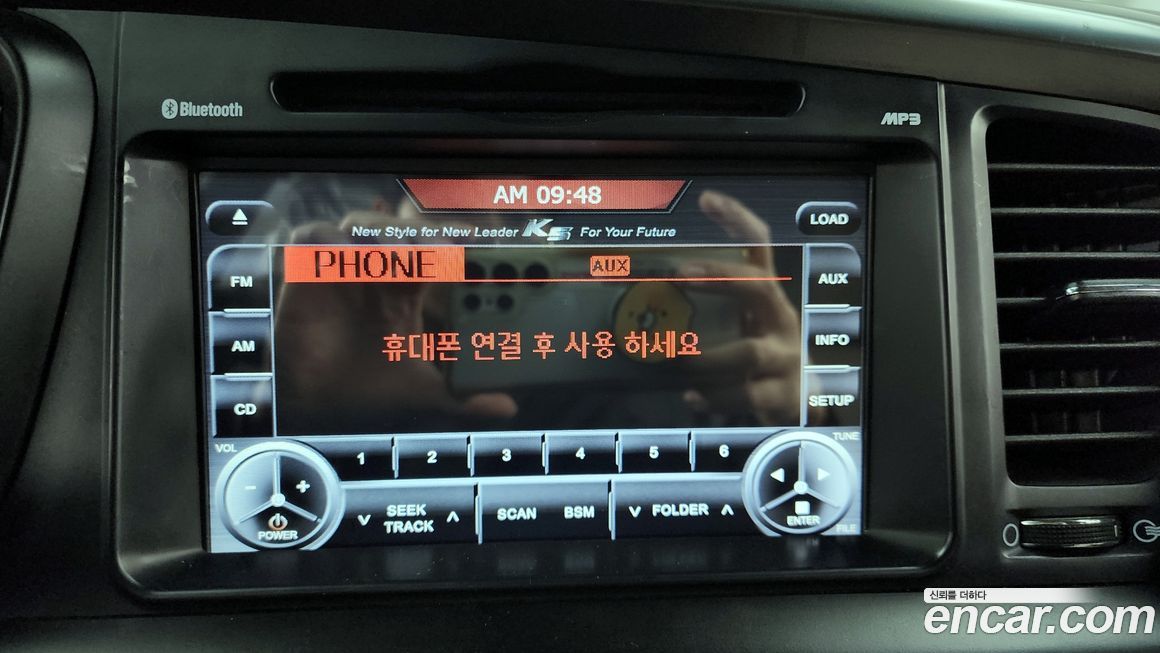 Bluetooth
MP3
AM 09:48
New Style for New Leader K5 For Your Future
LOAD
PHONE AUX
FM
AUX
휴대폰 연결 후 사용 하세요
AM
INFO
CD
SETUP
VOL
TUNE
1 2 3 4 5 6
- +
SEEK
TRACK
SCAN BSM
FOLDER
POWER
ENTER
FILE
신뢰를 더하다
encar.com